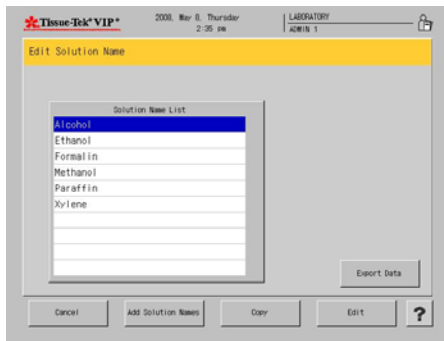 Tissue-Tek® VIP®
2008, May 8, Thursday
2:35 pm
LABORATORY
ADMIN 1
Edit Solution Name
Solution Name List
Alcohol
Ethanol
Formalin
Methanol
Paraffin
Xylene
Export Data
Cancel
Add Solution Names
Copy
Edit
?